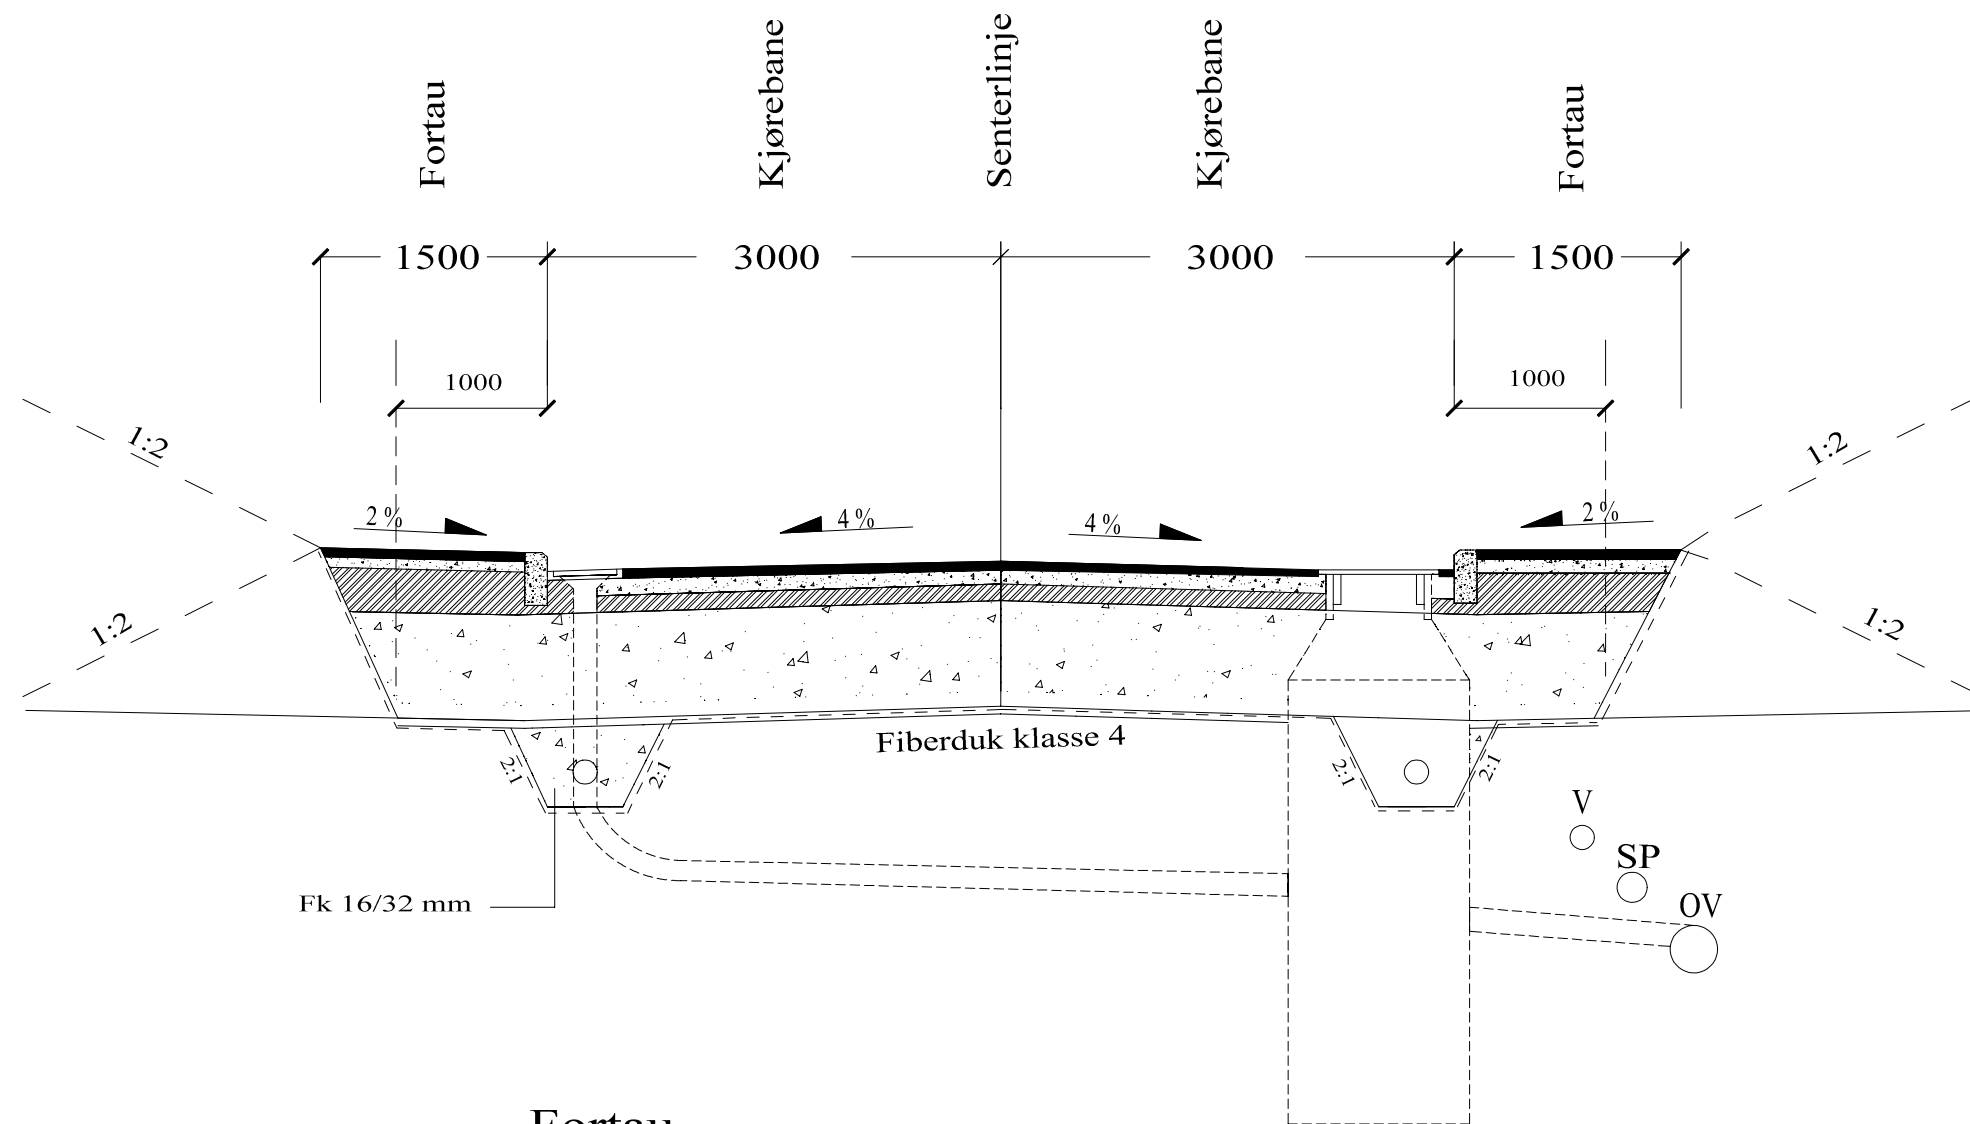 Fortau
Kjørebane
Senterlinje
Kjørebane
Fortau
1500
3000
3000
1500
1000
1000
1:2
1:2
2%
4%
4%
2%
1:2
1:2
Fiberduk klasse 4
2:1
2:1
2:1
2:1
V
SP
OV
Fk 16/32 mm
Fortau